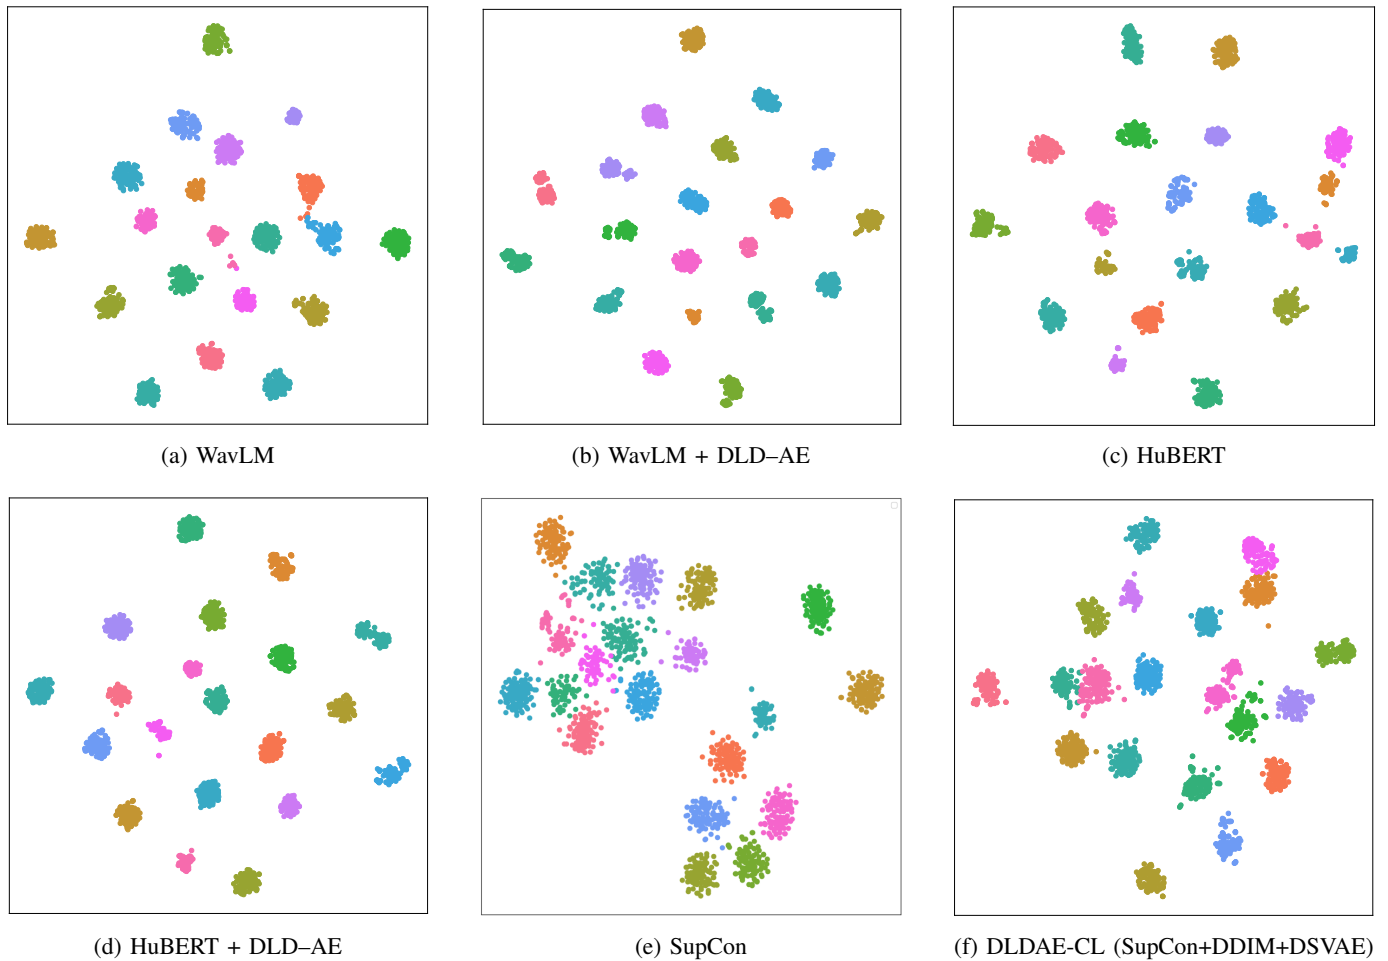 (a) WavLM
(b) WavLM + DLD–AE
(c) HuBERT
(d) HuBERT + DLD–AE
(e) SupCon
(f) DLDAE-CL (SupCon+DDIM+DSVAE)